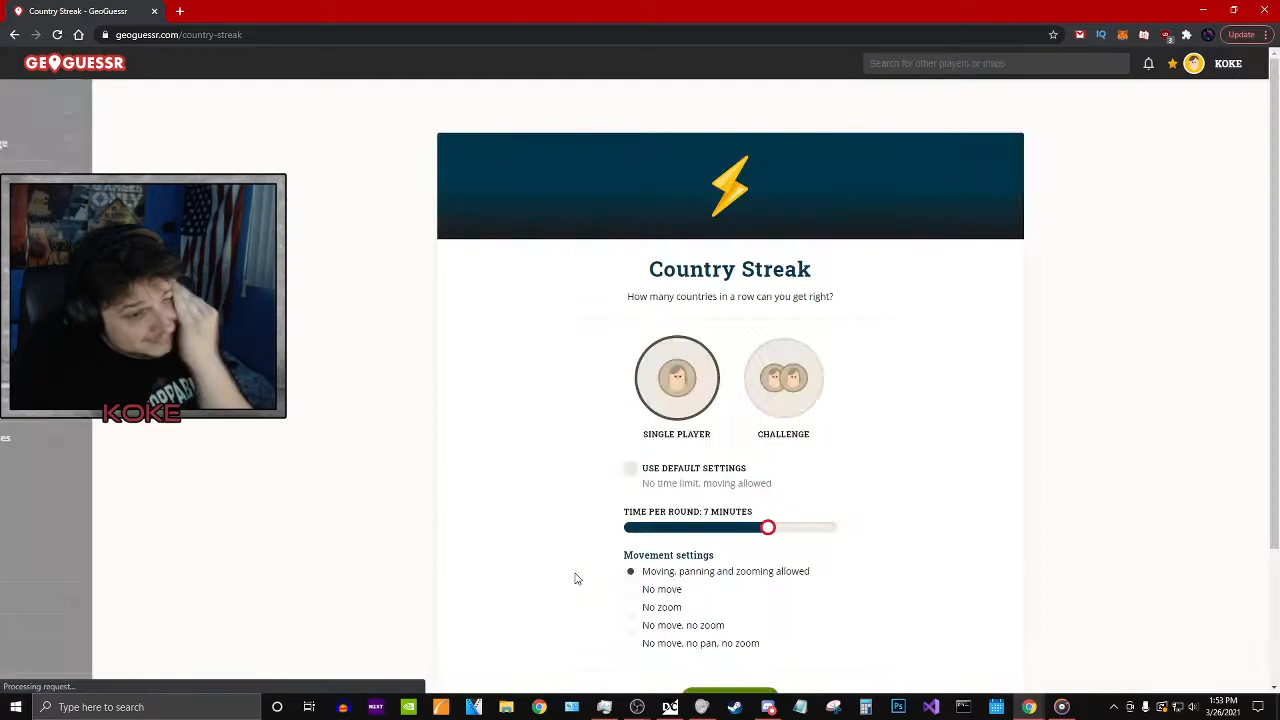 Country Streak - GeoGuessr
geoguessr.com/country-streak
Update
GEOGUESSR
Search for other players or maps
KOKE
Country Streak
How many countries in a row can you get right?
SINGLE PLAYER
CHALLENGE
USE DEFAULT SETTINGS
No time limit, moving allowed
TIME PER ROUND: 7 MINUTES
Movement settings
Moving, panning and zooming allowed
No move
No zoom
No move, no zoom
No move, no pan, no zoom
KOKE
Processing request...
Type here to search
1:53 PM
3/26/2021